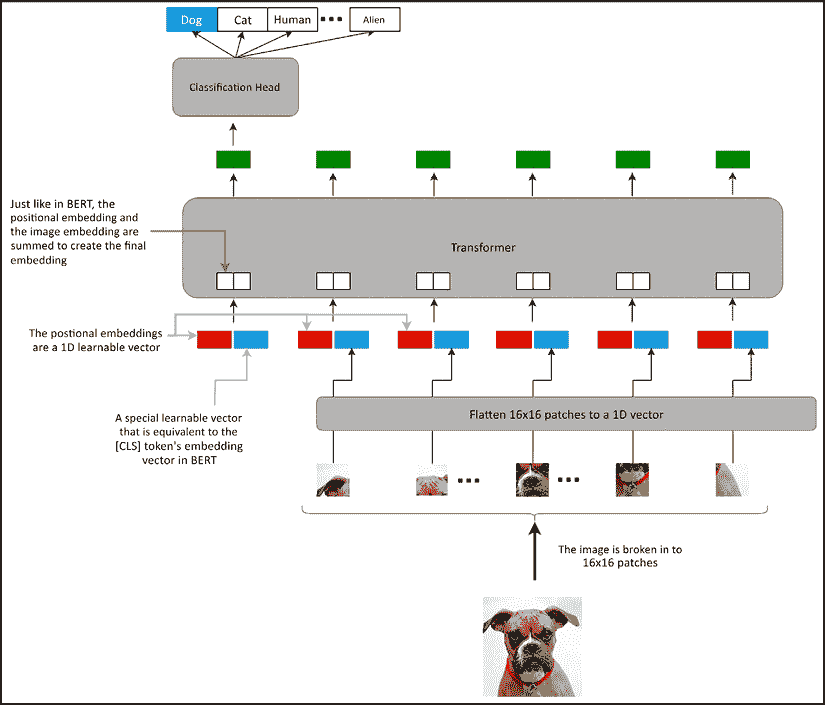 Dog Cat Human Alien
Classification Head
Just like in BERT, the
positional embedding and
the image embedding are
summed to create the final
embedding
Transformer
The postional embeddings
are a 1D learnable vector
A special learnable vector
that is equivalent to the
[CLS] token's embedding
vector in BERT
Flatten 16x16 patches to a 1D vector
The image is broken in to
16x16 patches